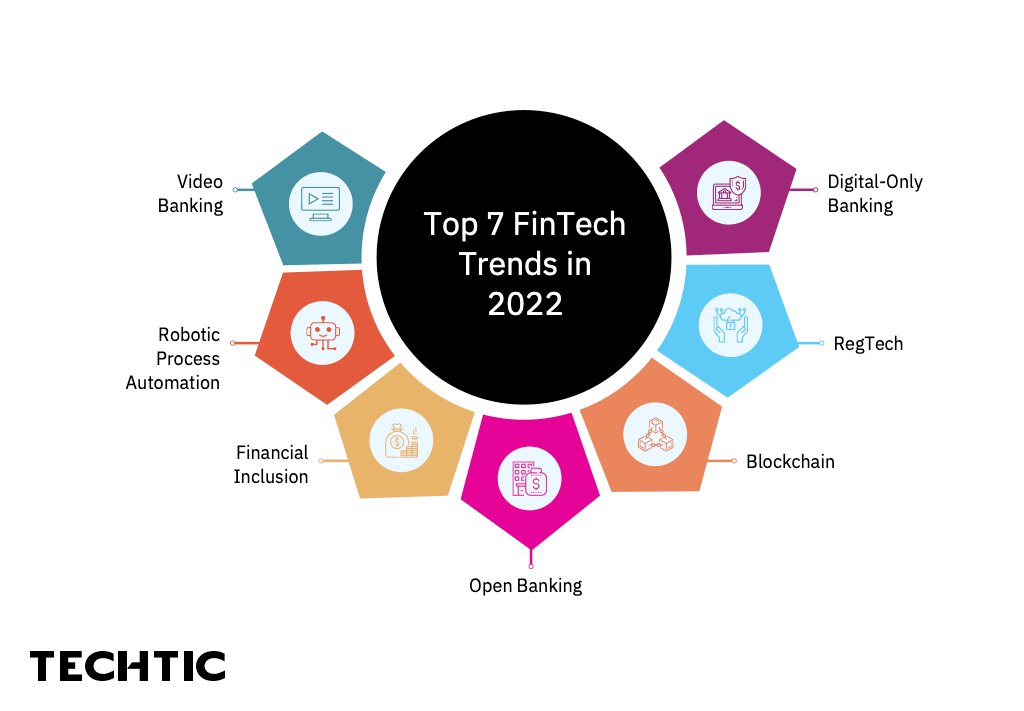 Top 7 FinTech
Trends in
2022
Video
Banking
Robotic
Process
Automation
Financial
Inclusion
Open Banking
Blockchain
RegTech
Digital-Only
Banking
TECHTIC